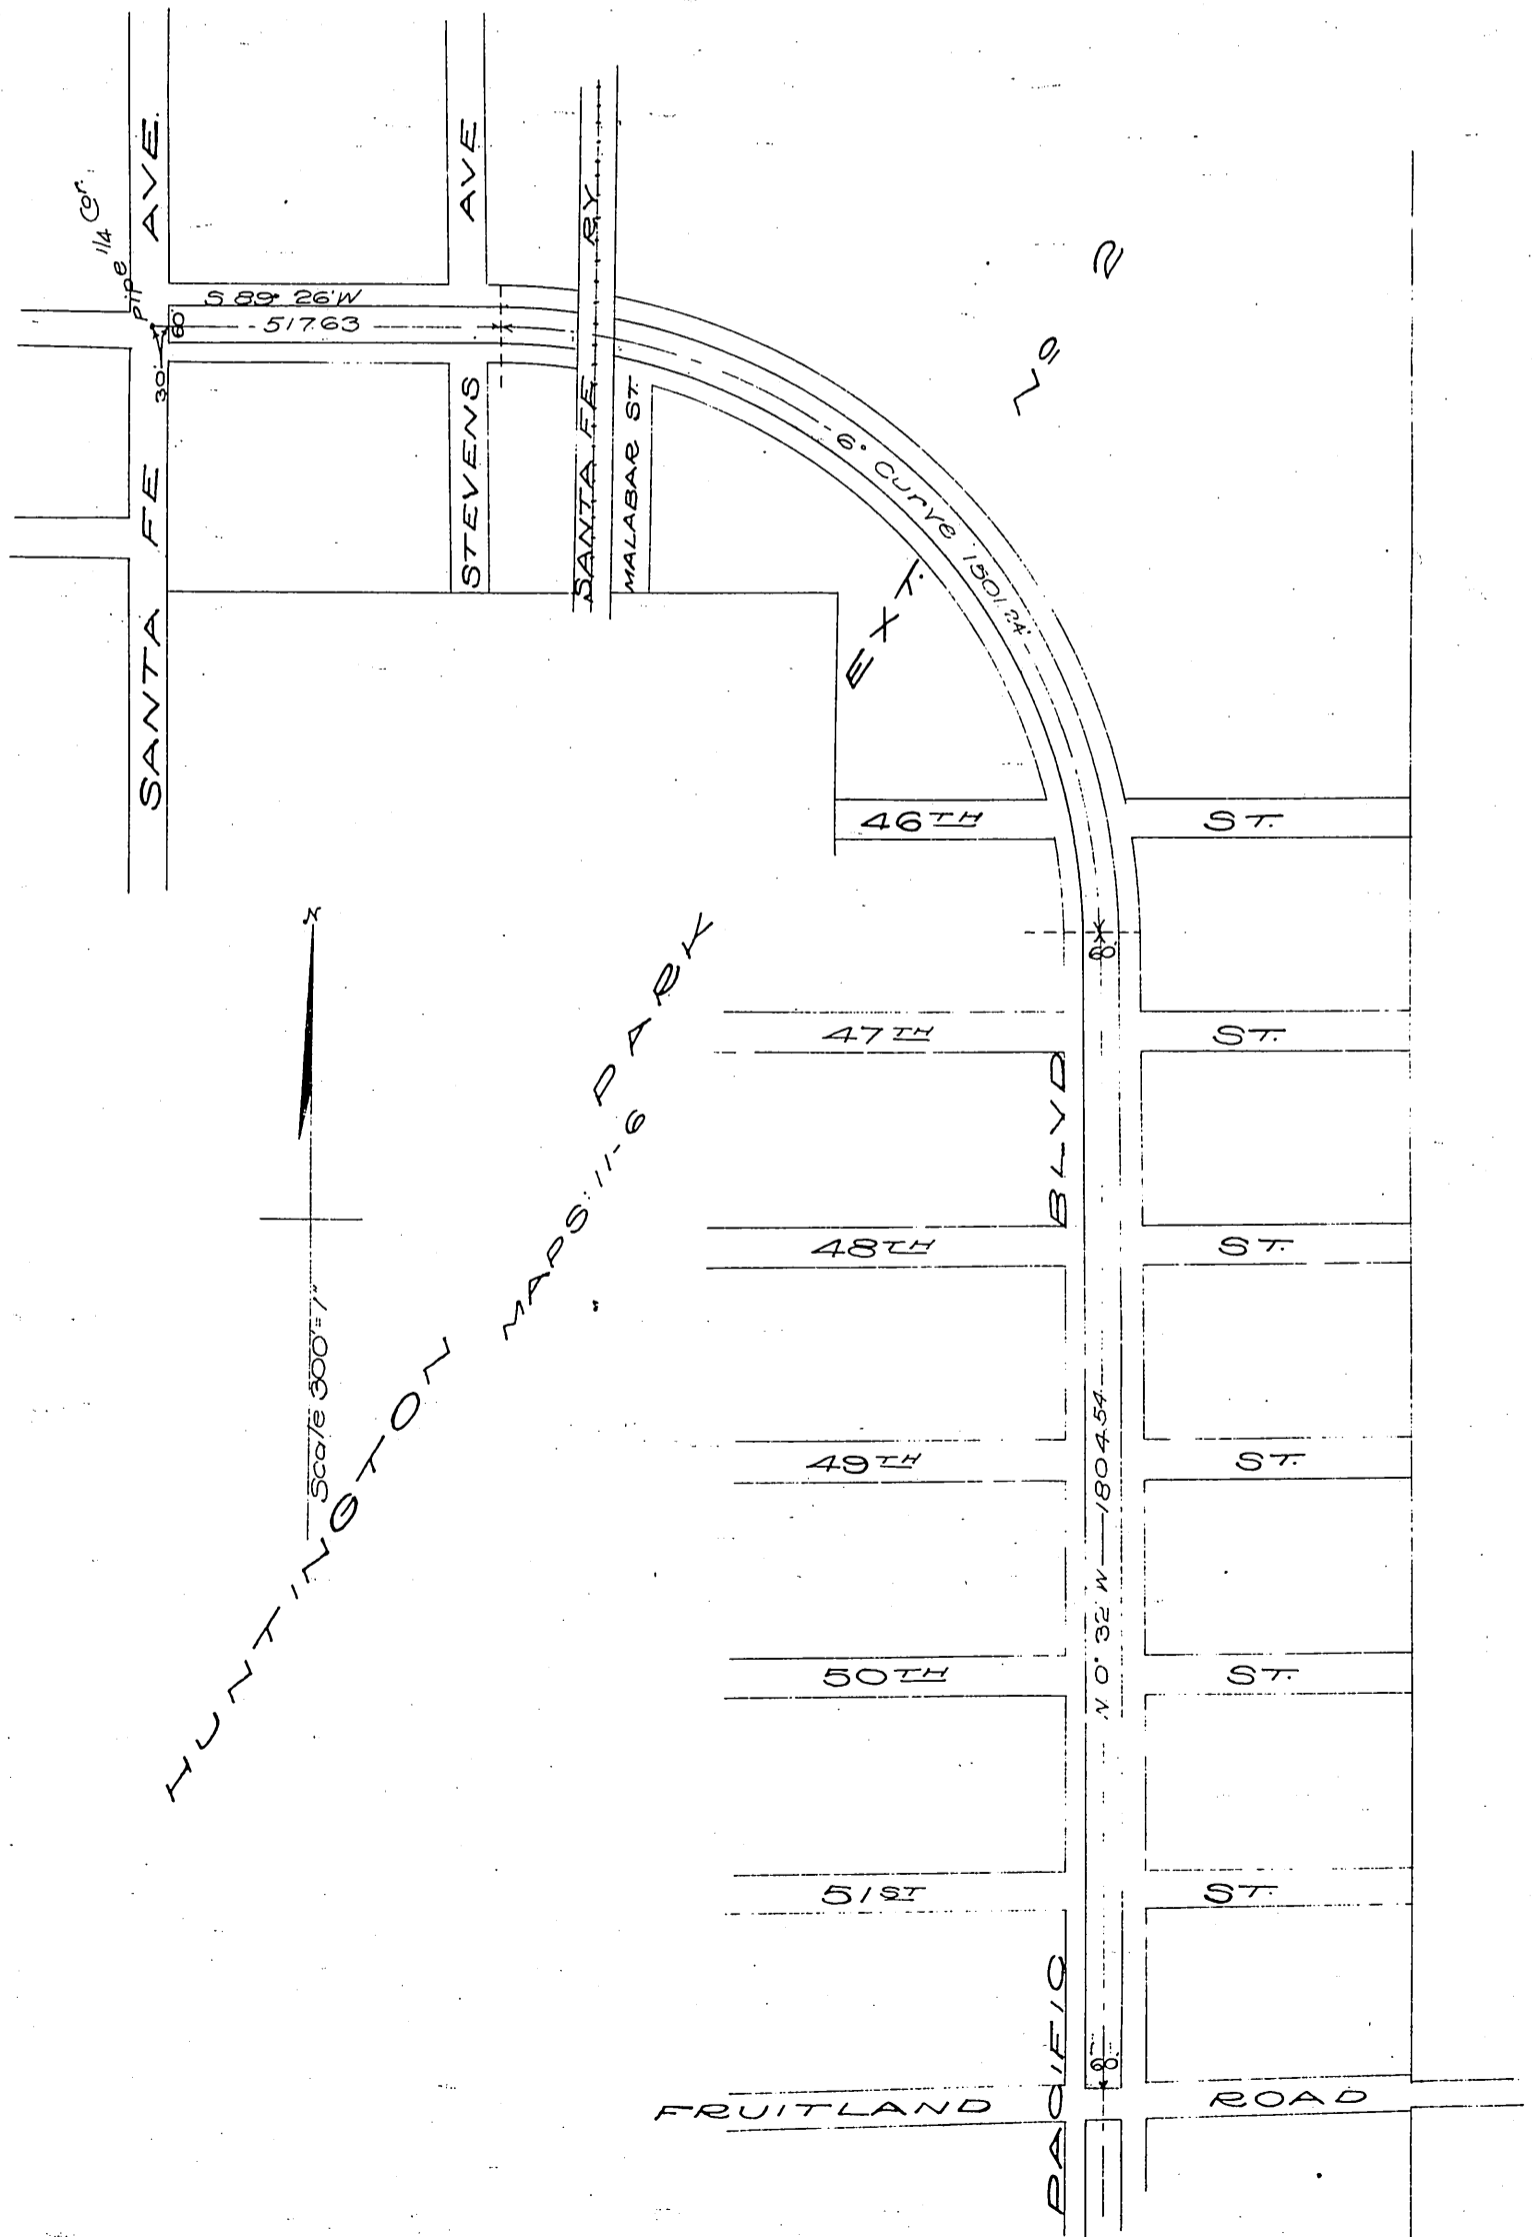 SANTA FE AVE.
pipe 1/4 Cor.
S 89° 26' W
517.63
60'
30'
STEVENS AVE
SANTA FE RY.
MALABAR ST.
6° Curve 1501.24'
EXT. No 2
46TH ST.
60'
47TH ST.
48TH ST.
49TH ST.
50TH ST.
51ST ST.
PACIFIC BLVD
N. 0° 32' W — 1804.54
60'
FRUITLAND ROAD
HUNTINGTON PARK
MAPS: 11-6
Scale 300'=1"